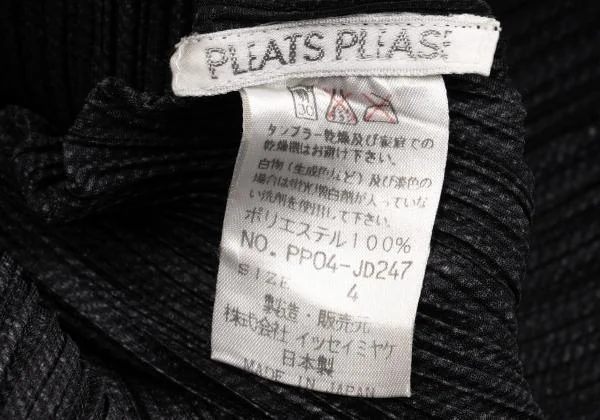 PLEATS PLEASE
タンブラー乾燥及び家庭での
乾燥機はお避け下さい。
白物(生成色など)及び淡色の
場合は蛍光増白剤が入っていな
い洗剤を使用して下さい。
ポリエステル100%
NO. PP04-JD247
SIZE 4
製造・販売元
株式会社 イッセイミヤケ
日本製
MADE IN JAPAN